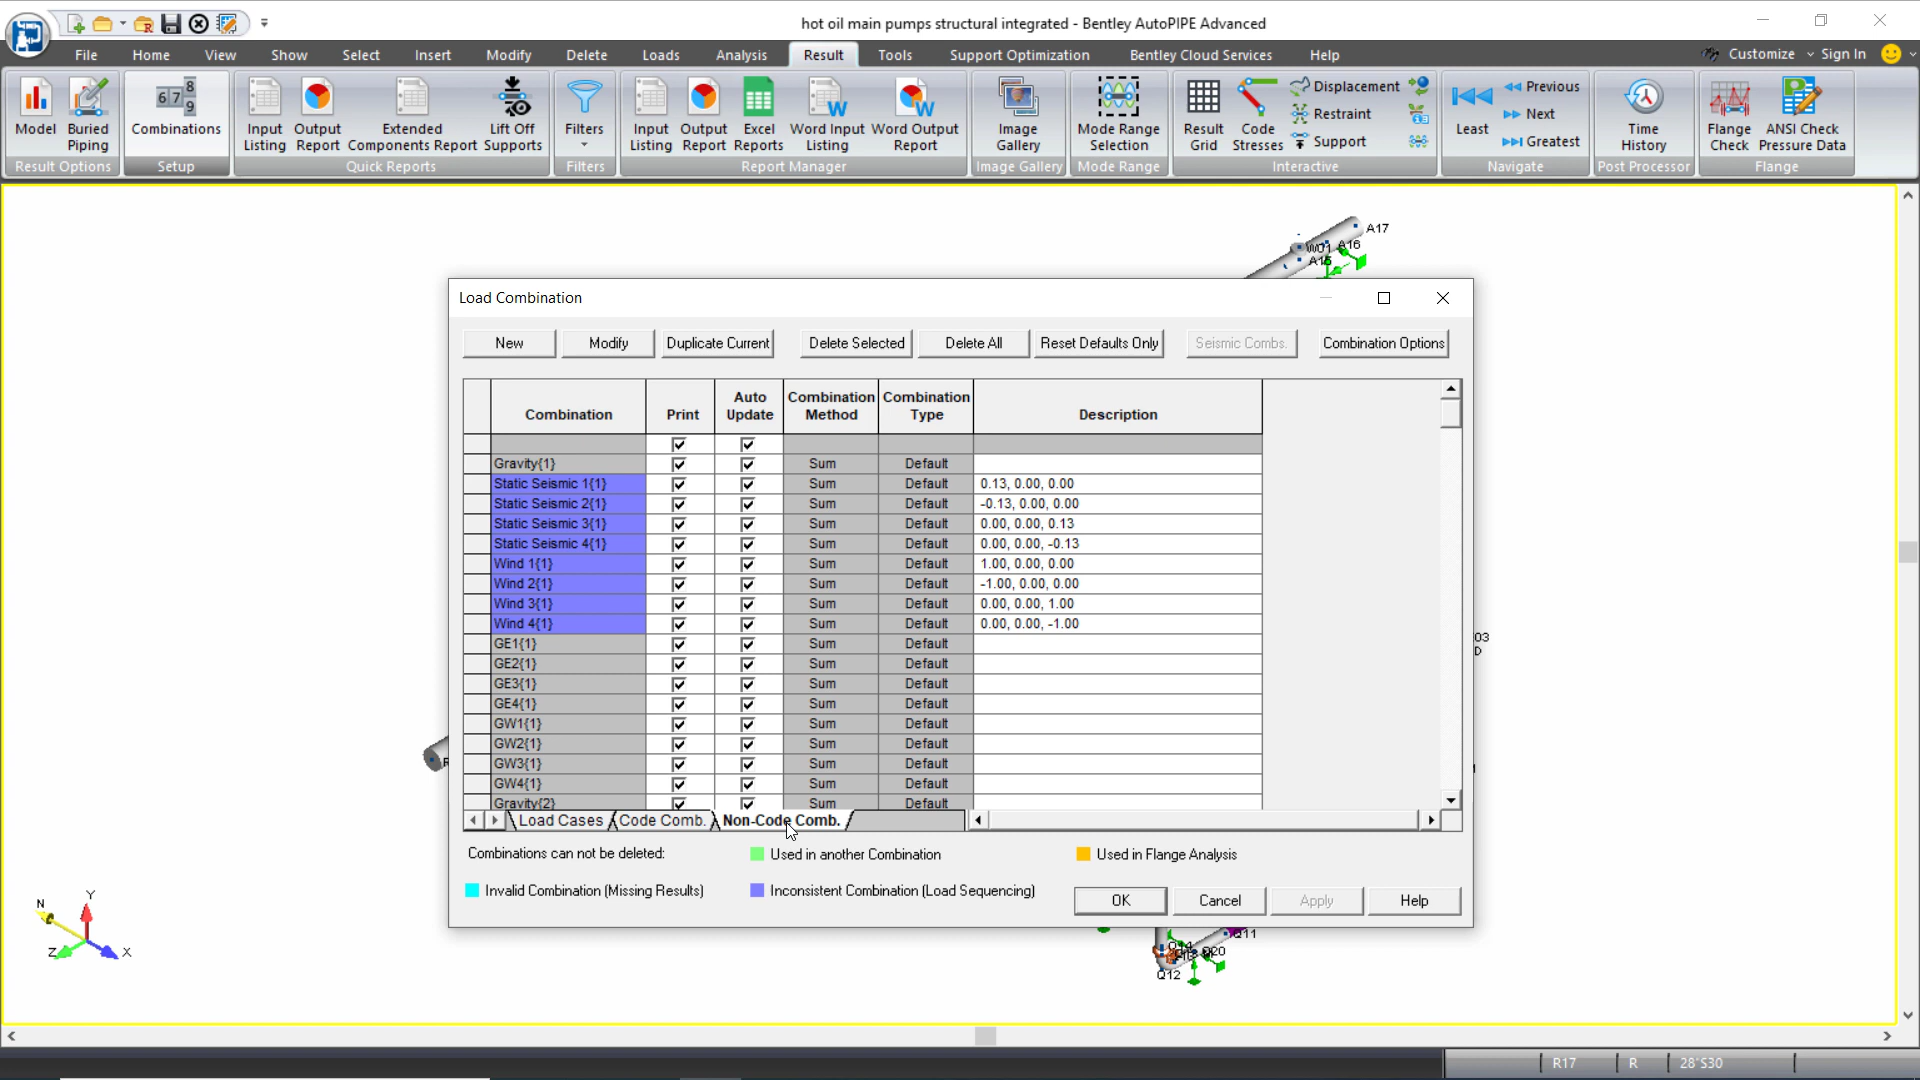 hot oil main pumps structural integrated - Bentley AutoPIPE Advanced
File Home View Show Select Insert Modify Delete Loads Analysis Result Tools Support Optimization Bentley Cloud Services Help Customize Sign In
Model Buried Piping Combinations Input Listing Output Report Extended Components Report Lift Off Supports Filters Input Listing Output Report Excel Reports Word Input Listing Word Output Report Image Gallery Mode Range Selection Result Grid Code Stresses Displacement Restraint Support Least Previous Next Greatest Time History Flange Check ANSI Check Pressure Data
Result Options Setup Quick Reports Filters Report Manager Image Gallery Mode Range Interactive Navigate Post Processor Flange
A17
W01 A16
A15
Load Combination
New Modify Duplicate Current Delete Selected Delete All Reset Defaults Only Seismic Combs. Combination Options
Combination Print Auto Update Combination Method Combination Type Description
Gravity{1} Sum Default
Static Seismic 1{1} Sum Default 0.13, 0.00, 0.00
Static Seismic 2{1} Sum Default -0.13, 0.00, 0.00
Static Seismic 3{1} Sum Default 0.00, 0.00, 0.13
Static Seismic 4{1} Sum Default 0.00, 0.00, -0.13
Wind 1{1} Sum Default 1.00, 0.00, 0.00
Wind 2{1} Sum Default -1.00, 0.00, 0.00
Wind 3{1} Sum Default 0.00, 0.00, 1.00
Wind 4{1} Sum Default 0.00, 0.00, -1.00
GE1{1} Sum Default
GE2{1} Sum Default
GE3{1} Sum Default
GE4{1} Sum Default
GW1{1} Sum Default
GW2{1} Sum Default
GW3{1} Sum Default
GW4{1} Sum Default
Gravity{2} Sum Default
Load Cases Code Comb. Non-Code Comb.
Combinations can not be deleted: Used in another Combination Used in Flange Analysis
Invalid Combination (Missing Results) Inconsistent Combination (Load Sequencing)
OK Cancel Apply Help
03
D
R
N Y Z X
Q11
Q14 Q20
Q12
R17 R 28"S30